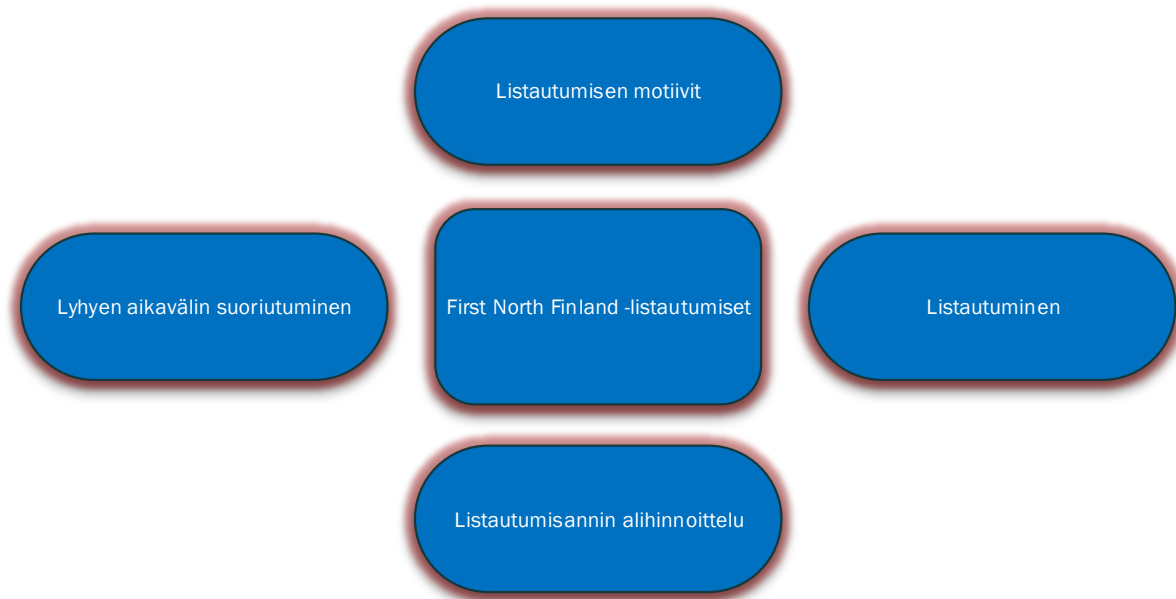 Listautumisen motiivit
Lyhyen aikavälin suoriutuminen
First North Finland -listautumiset
Listautuminen
Listautumisannin alihinnoittelu